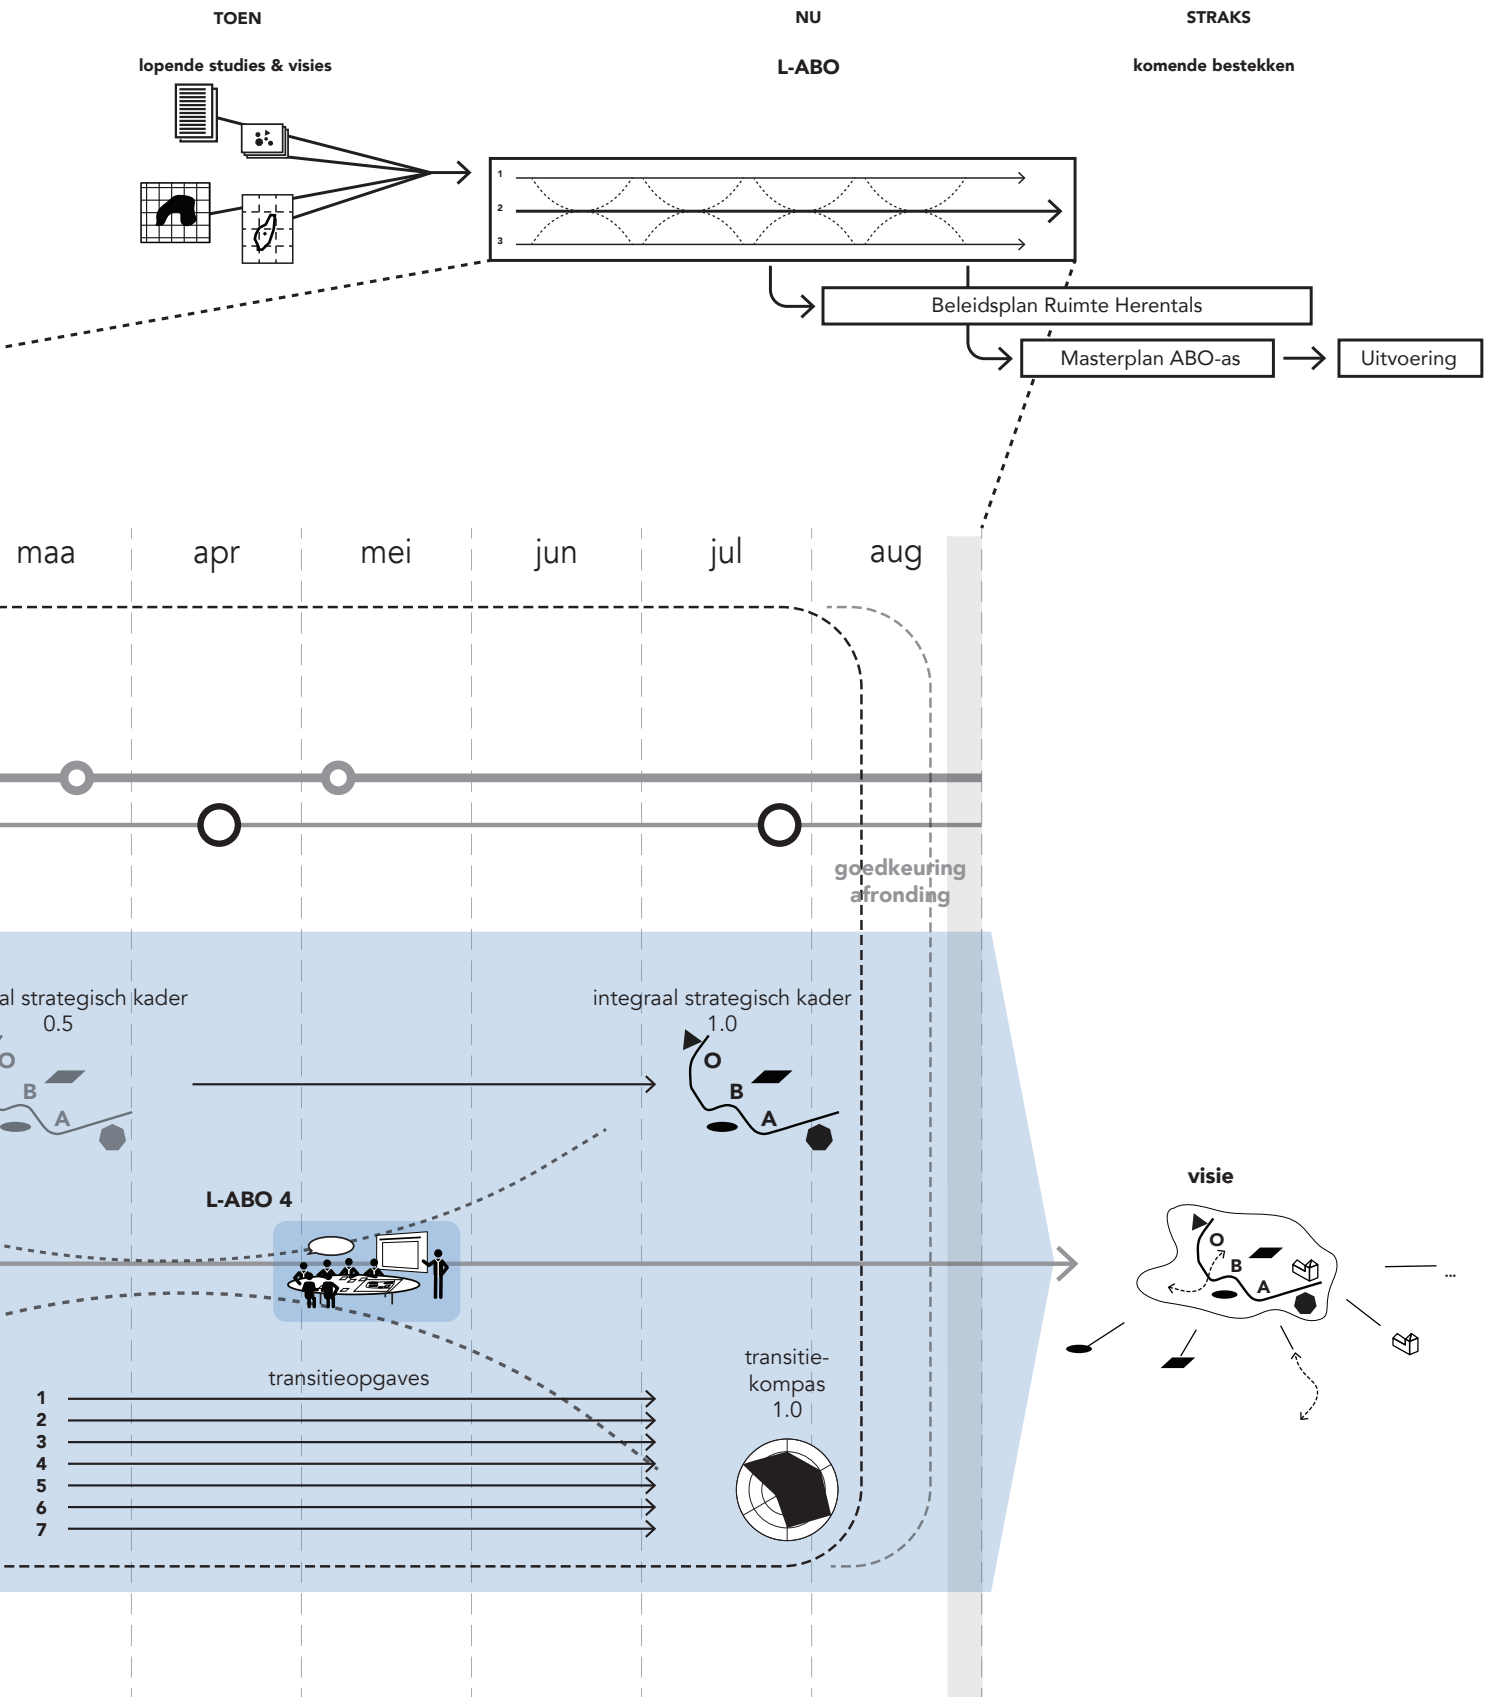 TOEN
NU
STRAKS
lopende studies & visies
L-ABO
komende bestekken
1
2
3
Beleidsplan Ruimte Herentals
Masterplan ABO-as
Uitvoering
maa
apr
mei
jun
jul
aug
goedkeuring
afronding
al strategisch kader
0.5
O
B
A
integraal strategisch kader
1.0
O
B
A
L-ABO 4
visie
O
B
A
...
transitieopgaves
1
2
3
4
5
6
7
transitie-
kompas
1.0